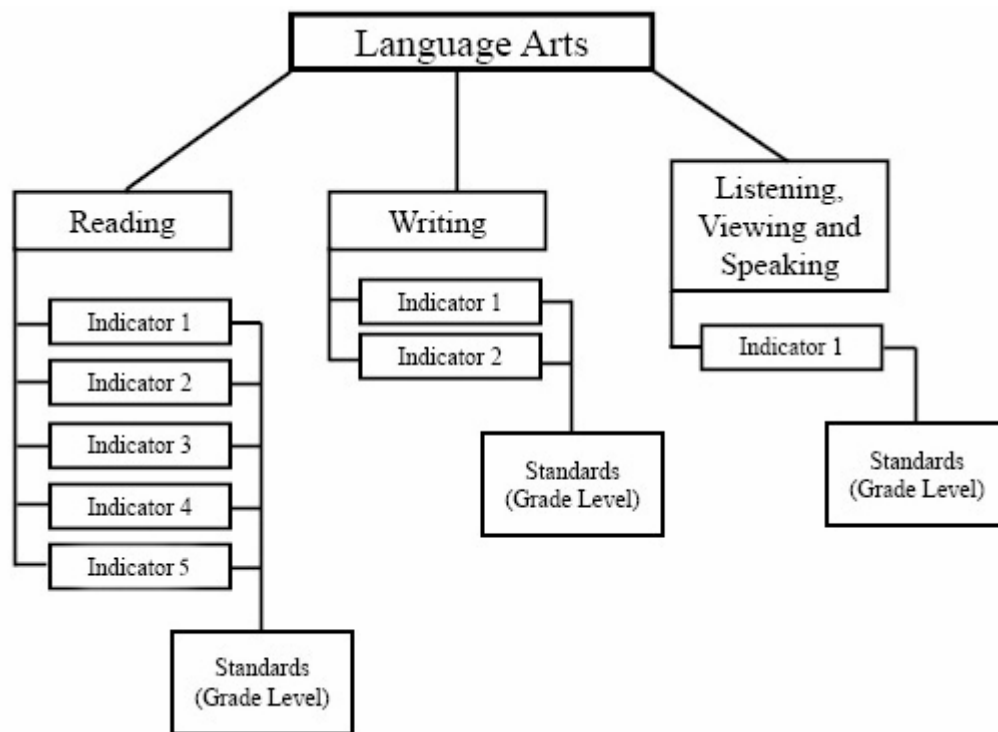 Language Arts
Reading
Indicator 1
Indicator 2
Indicator 3
Indicator 4
Indicator 5
Standards
(Grade Level)
Writing
Indicator 1
Indicator 2
Standards
(Grade Level)
Listening,
Viewing and
Speaking
Indicator 1
Standards
(Grade Level)